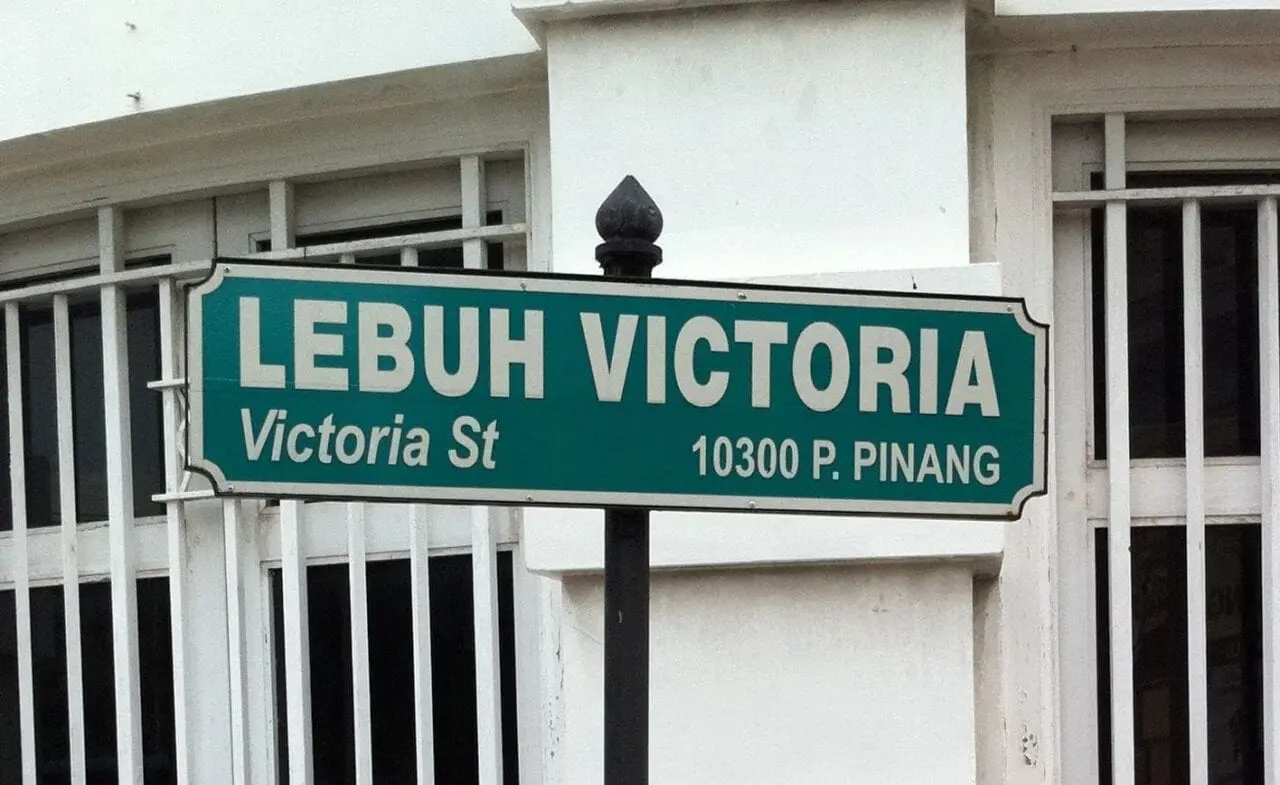 LEBUH VICTORIA
Victoria St
10300 P. PINANG